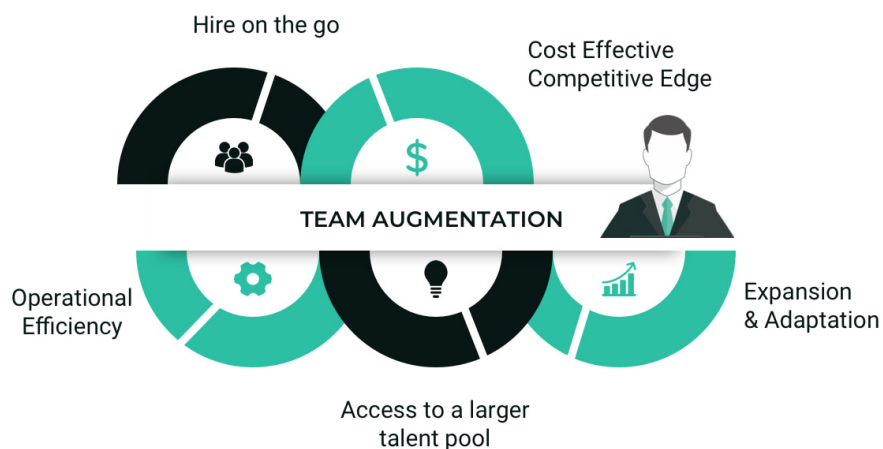 Hire on the go
Cost Effective
Competitive Edge
$
TEAM AUGMENTATION
Operational
Efficiency
Expansion
& Adaptation
Access to a larger
talent pool